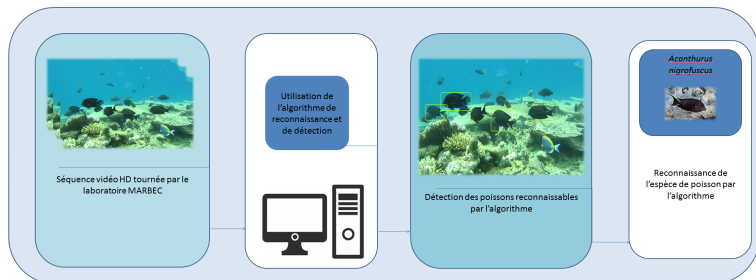 Séquence vidéo HD tournée par le
laboratoire MARBEC
Utilisation de
l'algorithme de
reconnaissance et
de détection
Détection des poissons reconnaissables
par l'algorithme
Acanthurus
nigrofuscus
Reconnaissance de
l'espèce de poisson par
l'algorithme